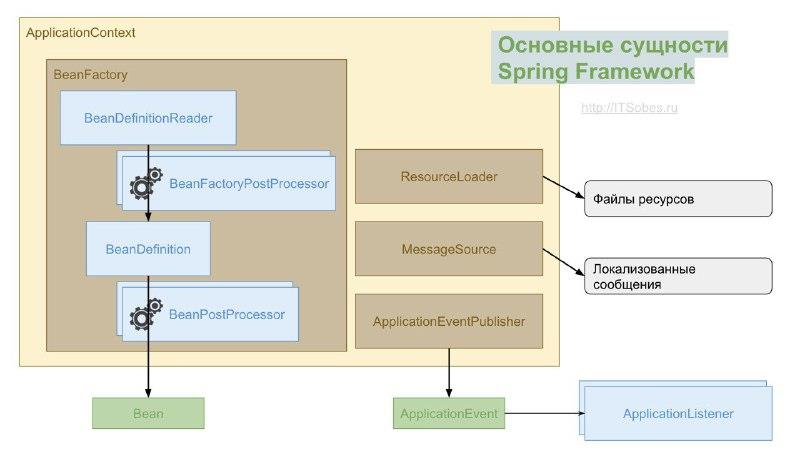 ApplicationContext
Основные сущности
Spring Framework
http://ITSobes.ru
BeanFactory
BeanDefinitionReader
BeanFactoryPostProcessor
BeanDefinition
BeanPostProcessor
ResourceLoader
Файлы ресурсов
MessageSource
Локализованные
сообщения
ApplicationEventPublisher
Bean
ApplicationEvent
ApplicationListener